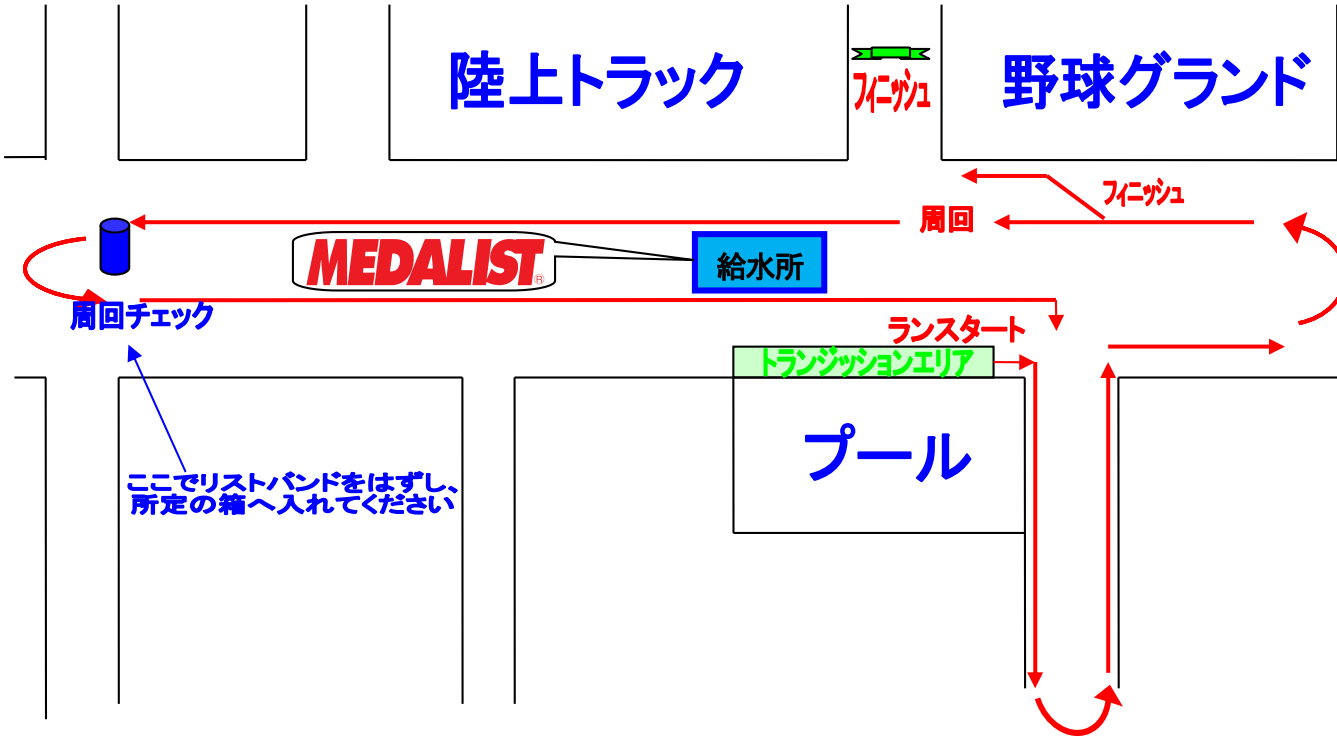 陸上トラック
フィニッシュ
野球グランド
フィニッシュ
周回
MEDALIST®
給水所
周回チェック
ランスタート
トランジッションエリア
プール
ここでリストバンドをはずし、
所定の箱へ入れてください